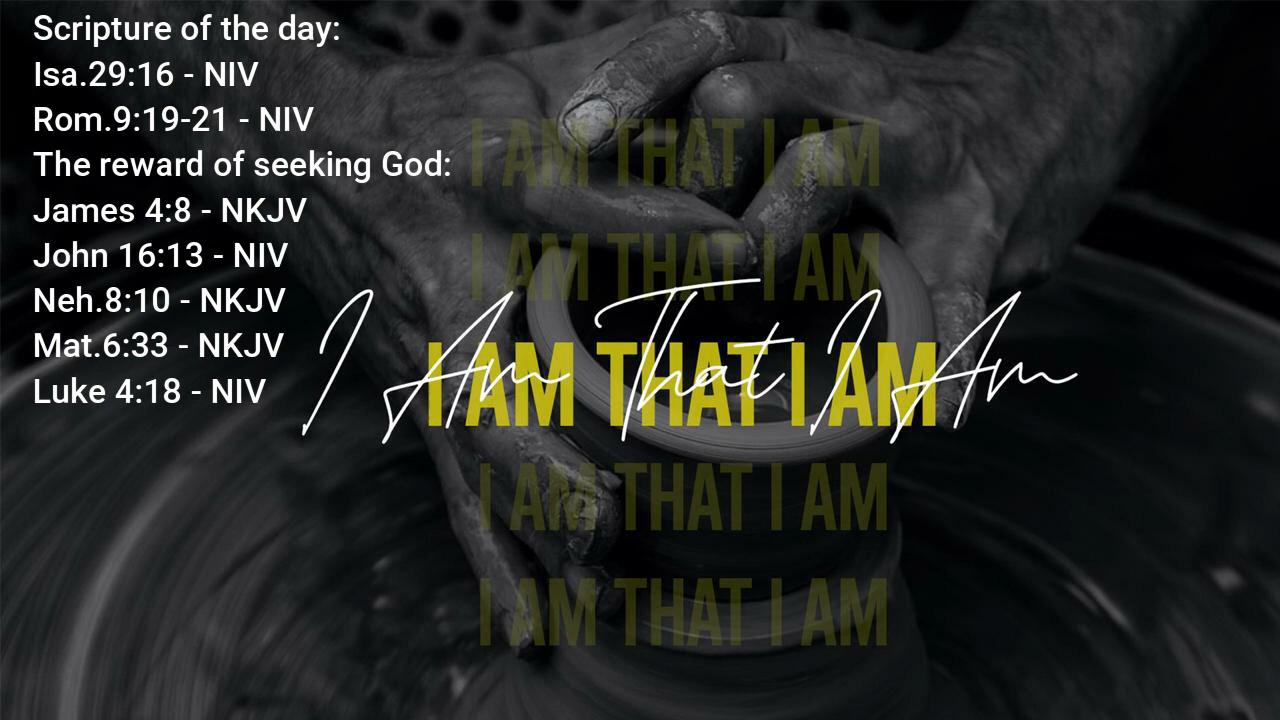 Scripture of the day:
Isa.29:16 - NIV
Rom.9:19-21 - NIV
The reward of seeking God:
James 4:8 - NKJV
John 16:13 - NIV
Neh.8:10 - NKJV
Mat.6:33 - NKJV
Luke 4:18 - NIV
I AM THAT I AM
I AM THAT I AM
I AM THAT I AM
I Am That I Am
I AM THAT I AM
I AM THAT I AM